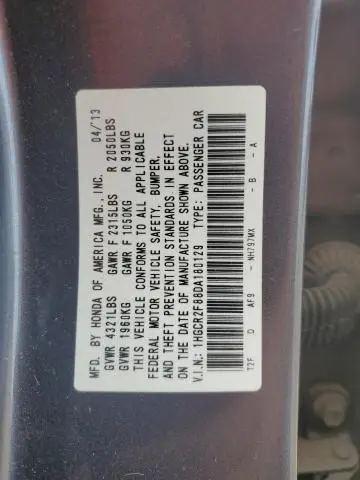 MFD. BY HONDA OF AMERICA MFG., INC. 04/'13
GVWR 4321LBS GAWR F 2315LBS R 2050LBS
GVWR 1960KG GAWR F 1050KG R 930KG
THIS VEHICLE CONFORMS TO ALL APPLICABLE
FEDERAL MOTOR VEHICLE SAFETY, BUMPER,
AND THEFT PREVENTION STANDARDS IN EFFECT
ON THE DATE OF MANUFACTURE SHOWN ABOVE.
V.I.N.: 1HGCR2F88DA180129 TYPE: PASSENGER CAR
T2F D AF9 - NH797MX - B - A